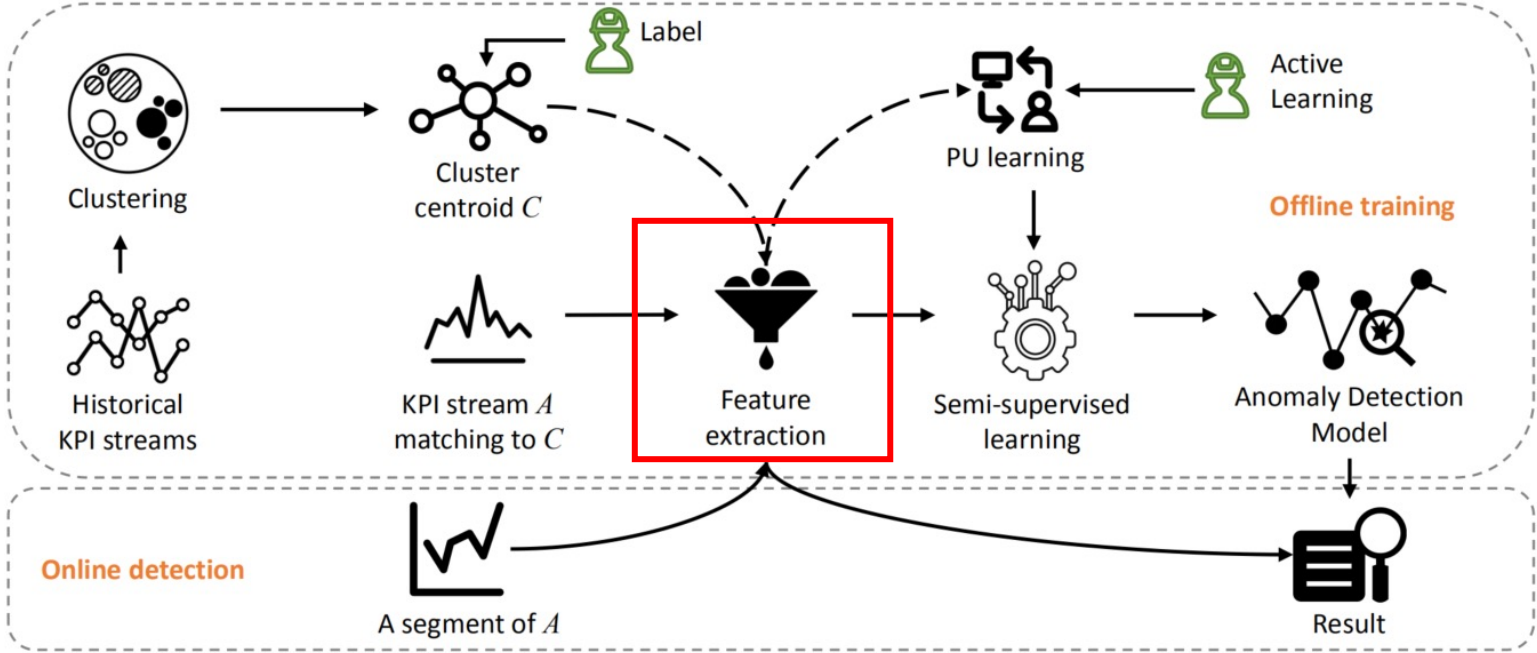 Label
Active
Learning
Clustering
Cluster
centroid C
PU learning
Offline training
Historical
KPI streams
KPI stream A
matching to C
Feature
extraction
Semi-supervised
learning
Anomaly Detection
Model
Online detection
A segment of A
Result